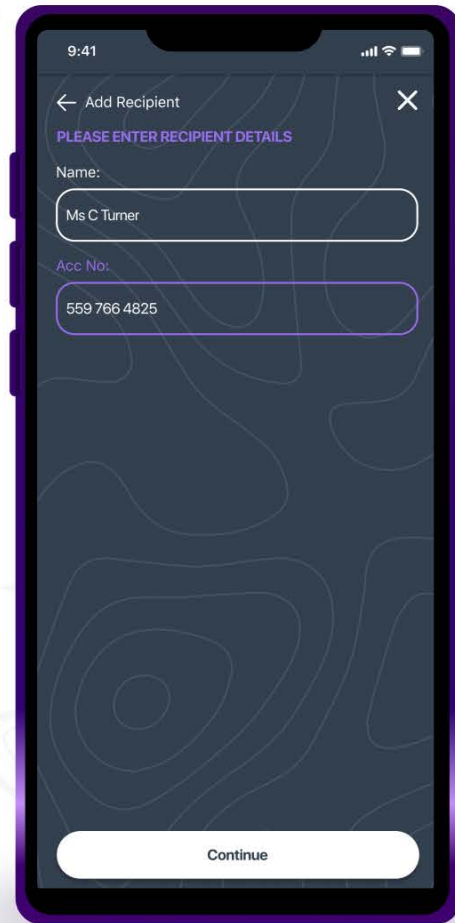 9:41
Add Recipient
PLEASE ENTER RECIPIENT DETAILS
Name:
Ms C Turner
Acc No:
559 766 4825
Continue